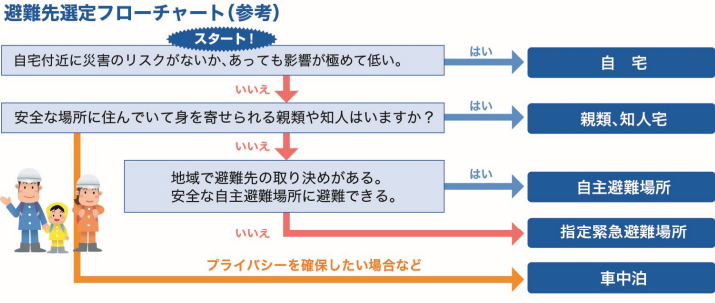 避難先選定フローチャート（参考）
スタート！
自宅付近に災害のリスクがないか、あっても影響が極めて低い。
はい
自　宅
いいえ
安全な場所に住んでいて身を寄せられる親類や知人はいますか？
はい
親類、知人宅
いいえ
地域で避難先の取り決めがある。
安全な自主避難場所に避難できる。
はい
自主避難場所
いいえ
指定緊急避難場所
プライバシーを確保したい場合など
車中泊